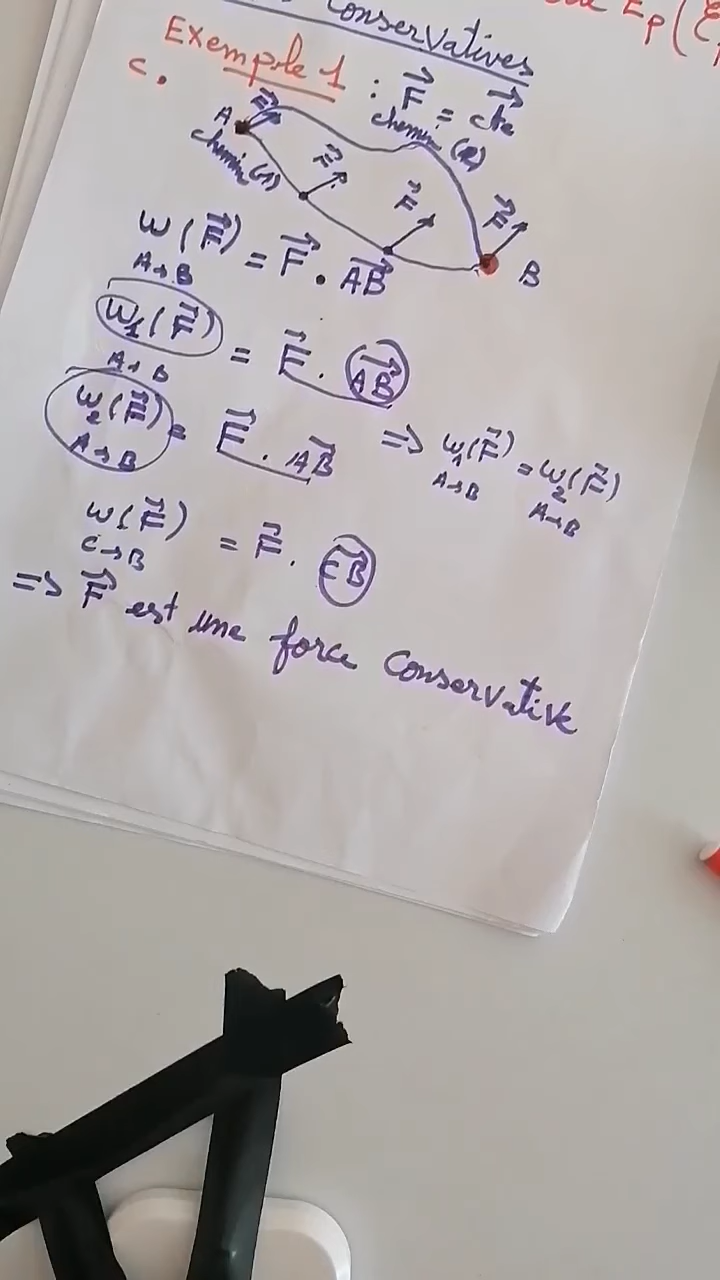 Conservatives
Ep(
Exemple 1 : F⃗ = cte
C.
A
F⃗
chemin (2)
chemin (1)
F⃗
F⃗
F⃗
B
W(F⃗) = F⃗ . AB⃗
A→B
W1(F⃗) = F⃗ . AB⃗
A→B
W2(F⃗) = F⃗ . AB⃗ => W1(F⃗) = W2(F⃗)
A→B A→B A→B
W(F⃗) = F⃗ . CB⃗
C→B
=> F⃗ est une force conservative